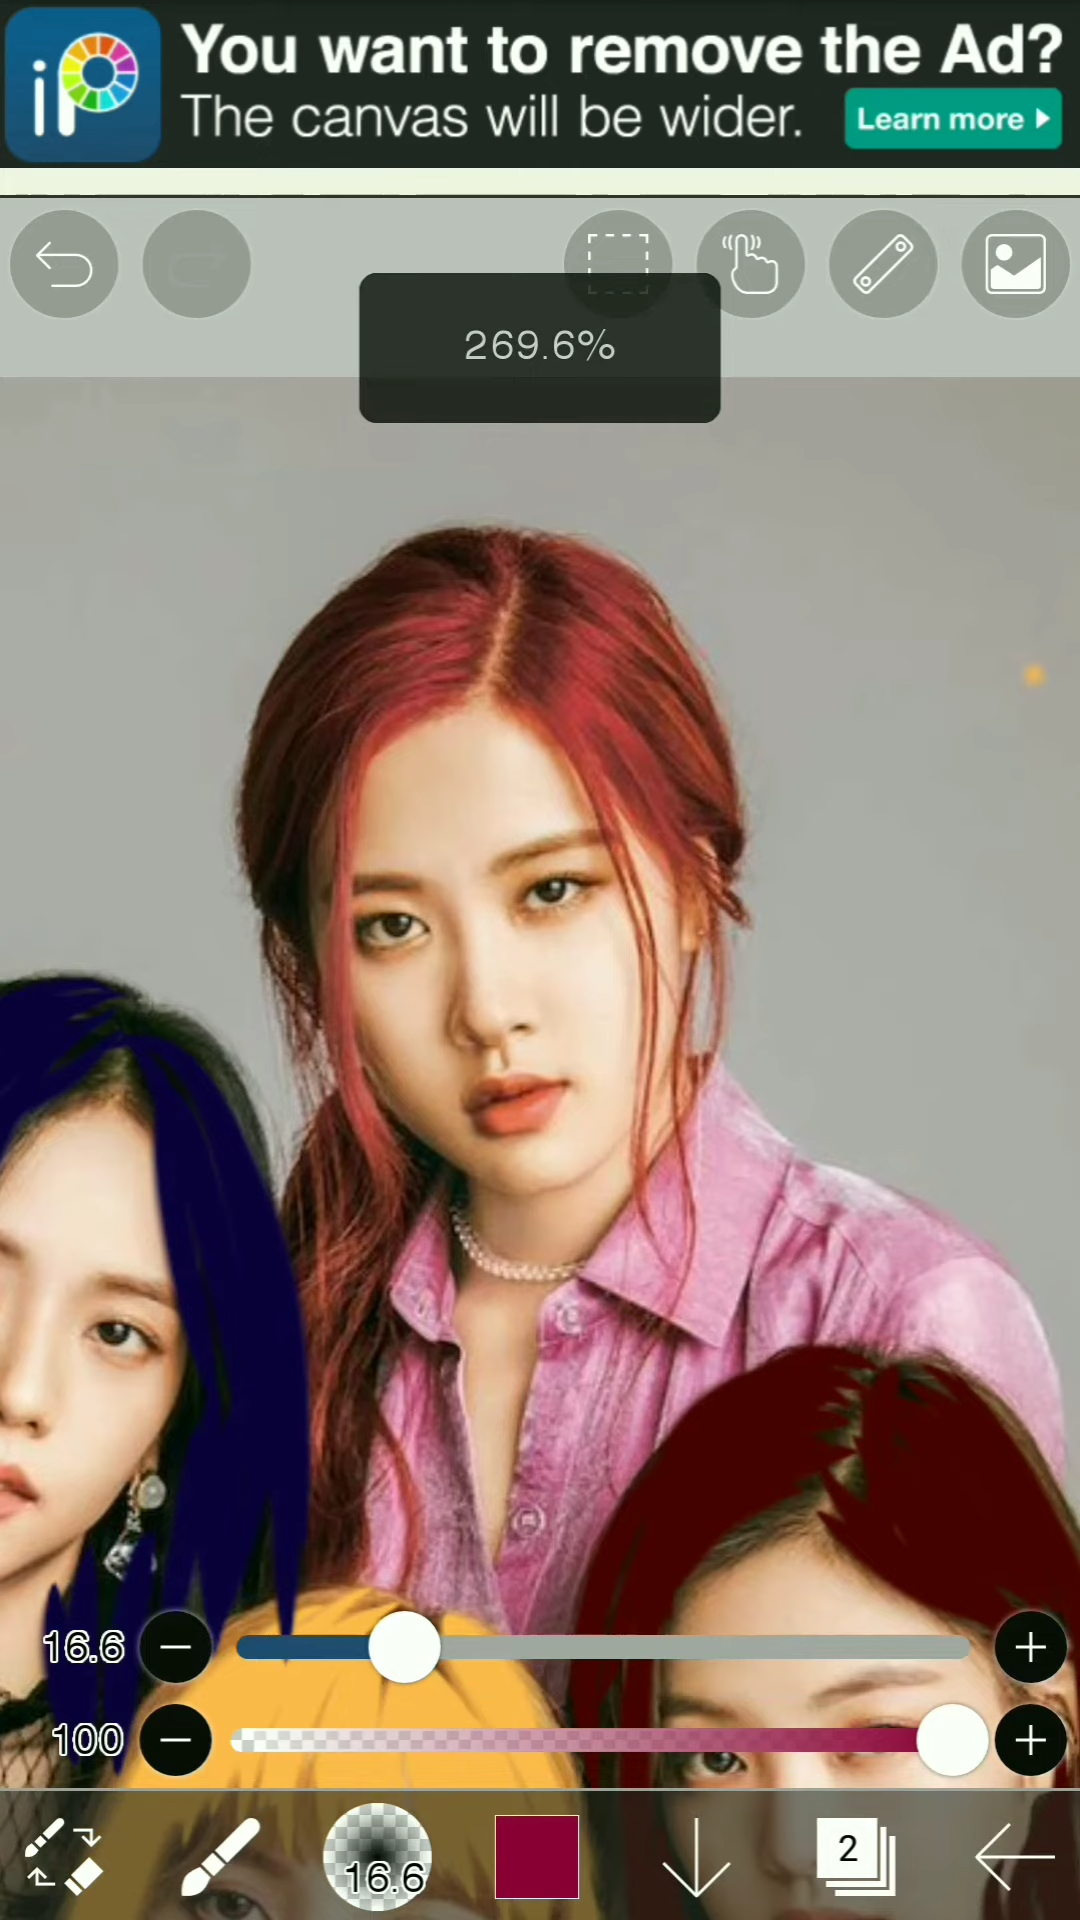 iP
You want to remove the Ad?
The canvas will be wider.
Learn more
269.6%
16.6
100
16.6
2